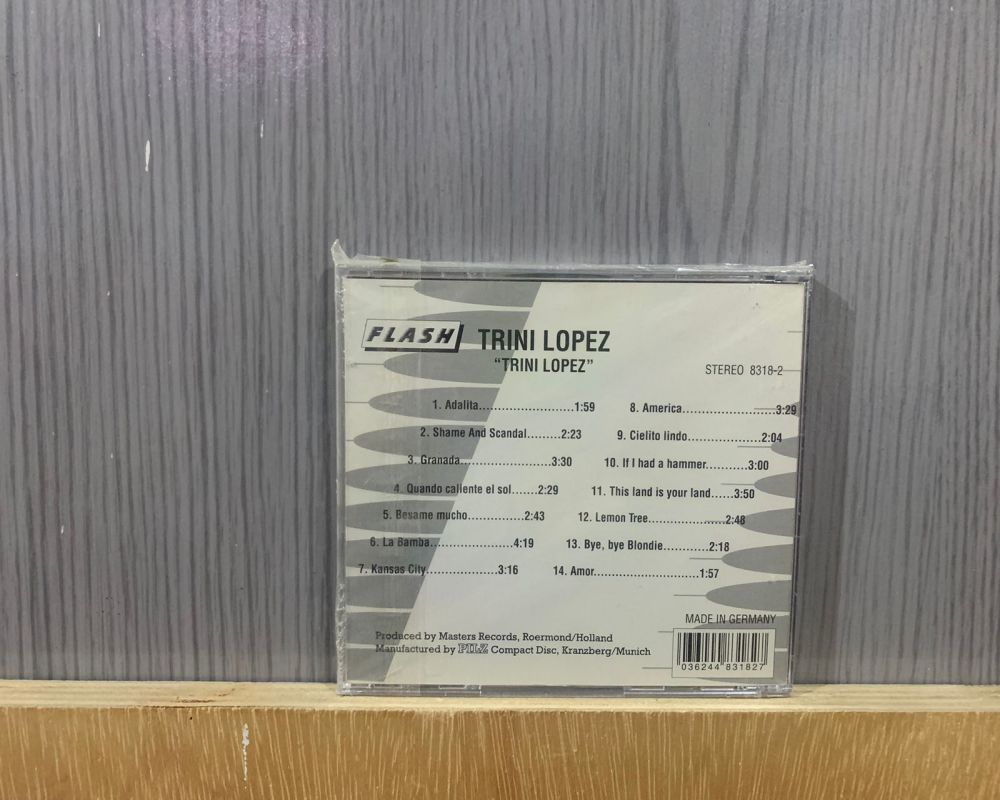 FLASH
TRINI LOPEZ
“TRINI LOPEZ”
STEREO 8318-2
1. Adalita........................1:59
2. Shame And Scandal.........2:23
3. Granada........................3:30
4 Quando caliente el sol.......2:29
5. Besame mucho...............2:43
6. La Bamba......................4:19
7. Kansas City...................3:16
8. America..........................3:29
9. Cielito lindo....................2:04
10. If I had a hammer...........3:00
11. This land is your land......3:50
12. Lemon Tree....................2:48
13. Bye, bye Blondie............2:18
14. Amor............................1:57
MADE IN GERMANY
Produced by Masters Records, Roermond/Holland
Manufactured by PILZ Compact Disc, Kranzberg/Munich
036244 831827